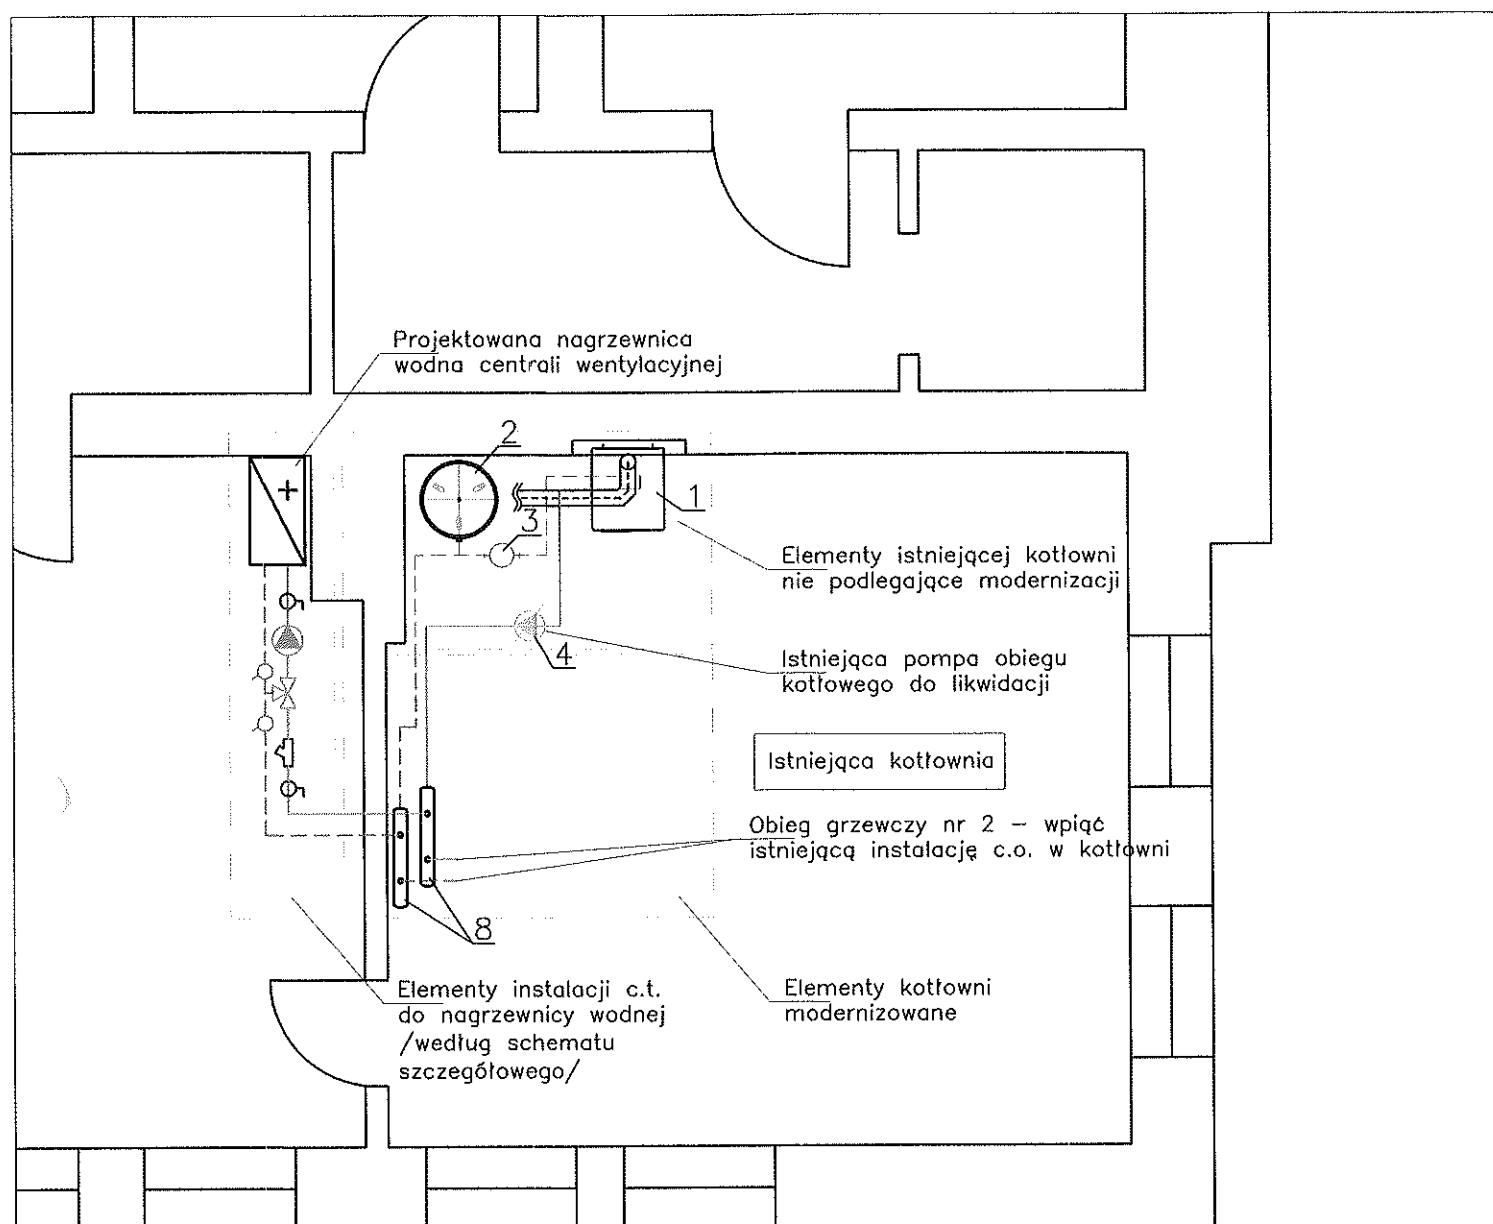 Projektowana nagrzewnica
wodna centrali wentylacyjnej
2
1
3
Elementy istniejącej kotłowni
nie podlegające modernizacji
4
Istniejąca pompa obiegu
kotłowego do likwidacji
Istniejąca kotłownia
Obieg grzewczy nr 2 – wpiąć
istniejącą instalację c.o. w kotłowni
8
Elementy instalacji c.t.
do nagrzewnicy wodnej
/według schematu
szczegółowego/
Elementy kotłowni
modernizowane